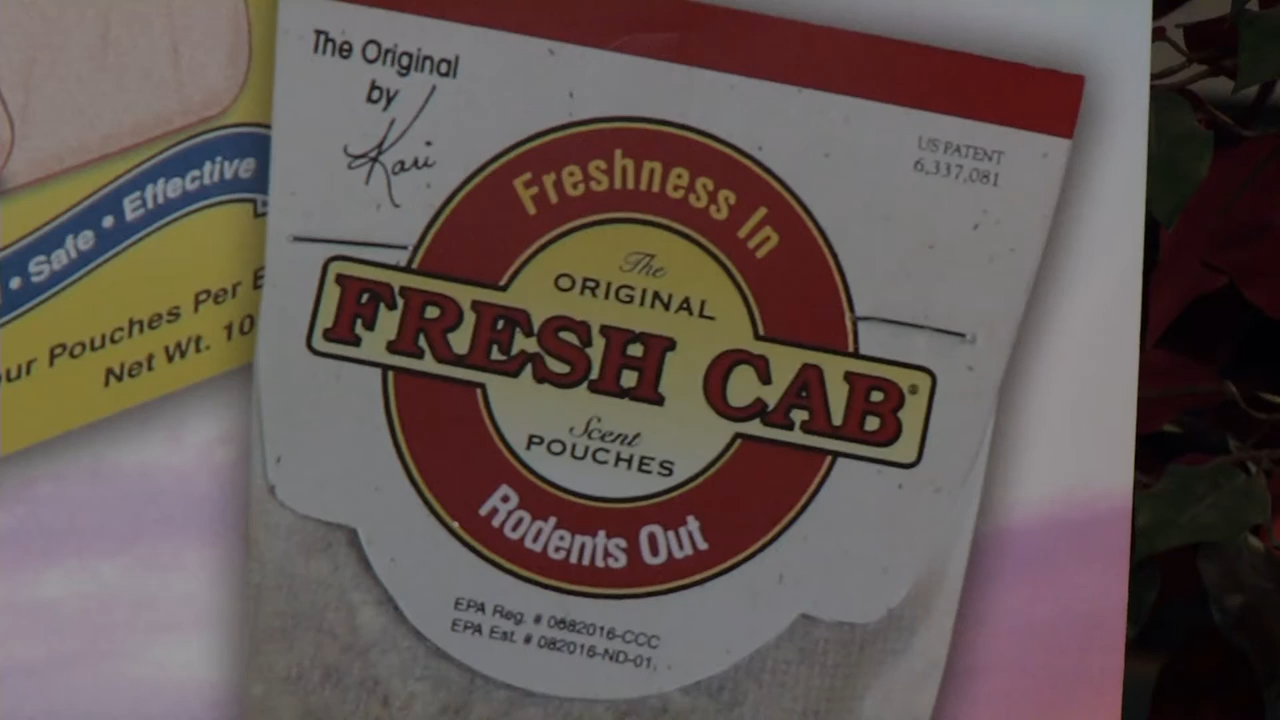 The Original
by
Kari
US PATENT
6,337,081
Freshness In
The
ORIGINAL
FRESH CAB®
Scent
POUCHES
Rodents Out
EPA Reg. # 0682016-CCC
EPA Est. # 082016-ND-01
• Safe • Effective
Pouches Per
Net Wt. 10